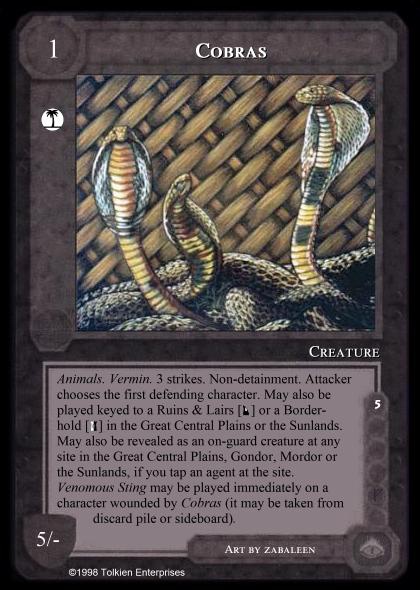 1
COBRAS
CREATURE
Animals. Vermin. 3 strikes. Non-detainment. Attacker
chooses the first defending character. May also be
played keyed to a Ruins & Lairs [ ] or a Border-
hold [ ] in the Great Central Plains or the Sunlands.
May also be revealed as an on-guard creature at any
site in the Great Central Plains, Gondor, Mordor or
the Sunlands, if you tap an agent at the site.
Venomous Sting may be played immediately on a
character wounded by Cobras (it may be taken from
discard pile or sideboard).
5
5/-
ART BY ZABALEEN
©1998 Tolkien Enterprises